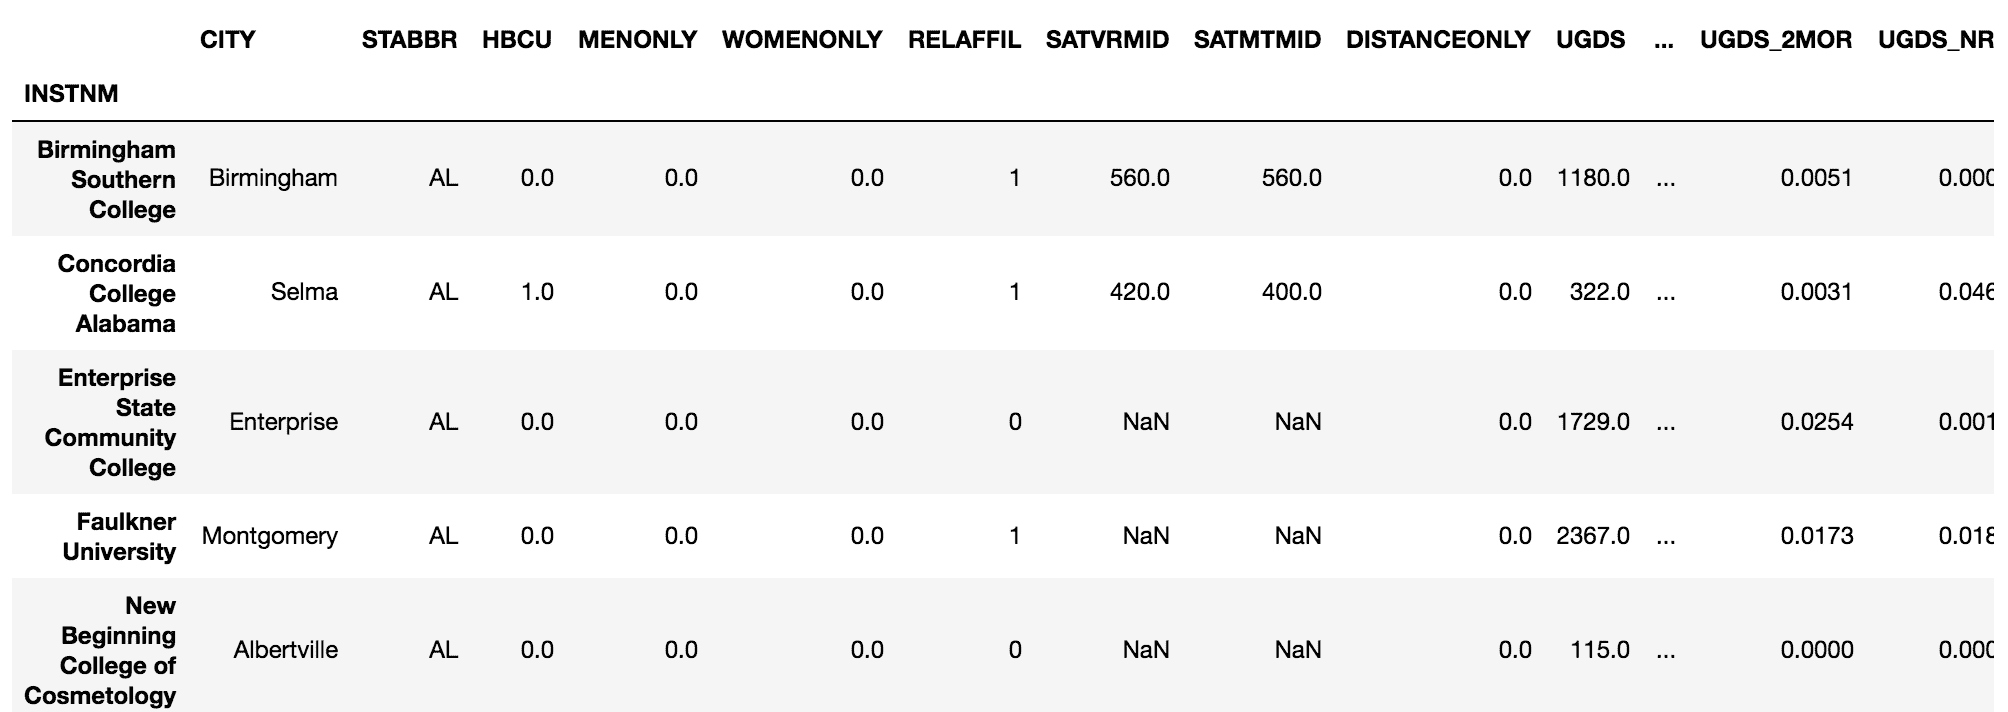 CITY STABBR HBCU MENONLY WOMENONLY RELAFFIL SATVRMID SATMTMID DISTANCEONLY UGDS ... UGDS_2MOR UGDS_NR
INSTNM
Birmingham
Southern
College
Birmingham AL 0.0 0.0 0.0 1 560.0 560.0 0.0 1180.0 ... 0.0051 0.000
Concordia
College
Alabama
Selma AL 1.0 0.0 0.0 1 420.0 400.0 0.0 322.0 ... 0.0031 0.046
Enterprise
State
Community
College
Enterprise AL 0.0 0.0 0.0 0 NaN NaN 0.0 1729.0 ... 0.0254 0.001
Faulkner
University
Montgomery AL 0.0 0.0 0.0 1 NaN NaN 0.0 2367.0 ... 0.0173 0.018
New
Beginning
College of
Cosmetology
Albertville AL 0.0 0.0 0.0 0 NaN NaN 0.0 115.0 ... 0.0000 0.000